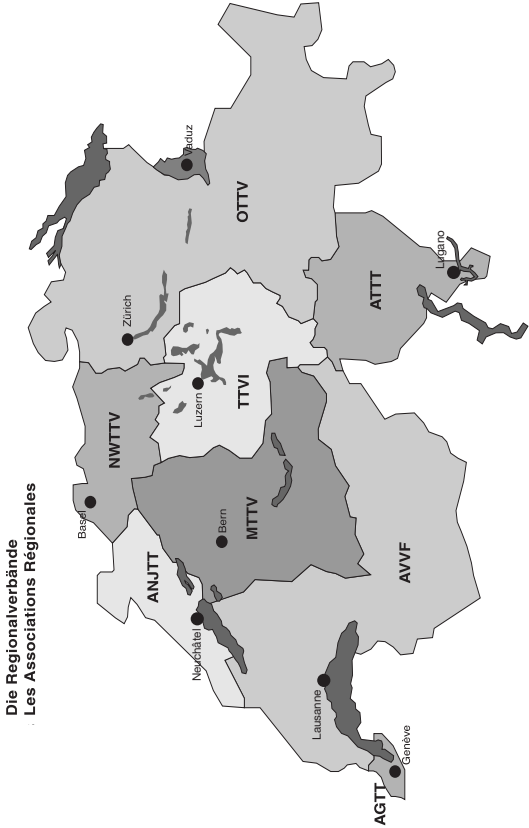 Die Regionalverbände
Les Associations Régionales
Basel
NWTTV
Zürich
Vaduz
OTTV
ANJTT
Neuchâtel
Bern
MTTV
Luzern
TTVI
ATTT
Lugano
AVVF
Lausanne
Genève
AGTT